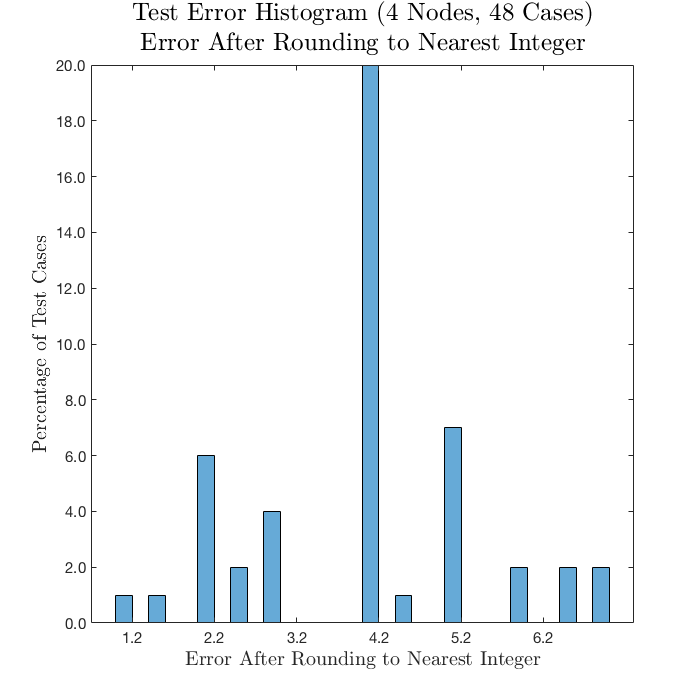 Test Error Histogram (4 Nodes, 48 Cases)
Error After Rounding to Nearest Integer
20.0
18.0
16.0
14.0
12.0
10.0
8.0
6.0
4.0
2.0
0.0
Percentage of Test Cases
1.2 2.2 3.2 4.2 5.2 6.2
Error After Rounding to Nearest Integer